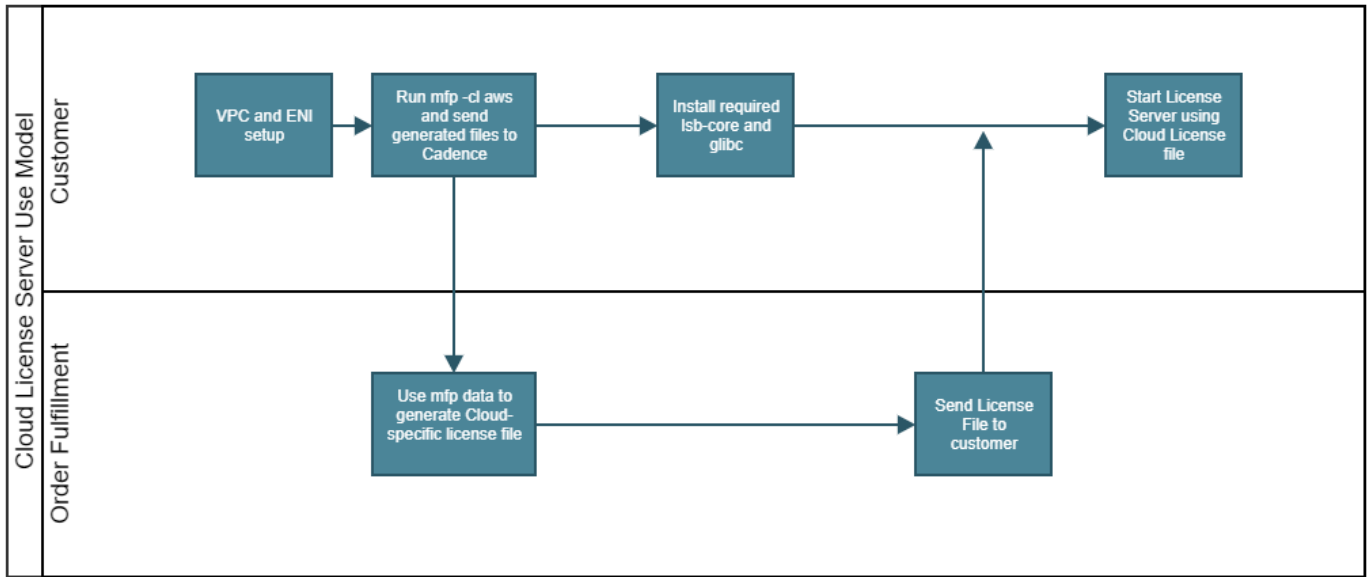 Cloud License Server Use Model
Customer
VPC and ENI
setup
Run mfp -cl aws
and send
generated files to
Cadence
Install required
lsb-core and
glibc
Start License
Server using
Cloud License
file
Order Fulfillment
Use mfp data to
generate Cloud-
specific license file
Send License
File to
customer